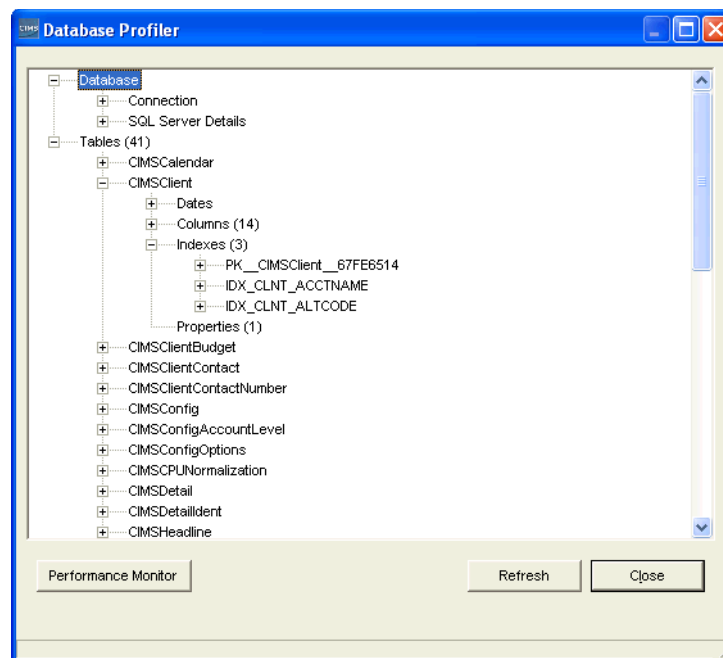 CIMS Database Profiler
Database
Connection
SQL Server Details
Tables (41)
CIMSCalendar
CIMSClient
Dates
Columns (14)
Indexes (3)
PK__CIMSClient__67FE6514
IDX_CLNT_ACCTNAME
IDX_CLNT_ALTCODE
Properties (1)
CIMSClientBudget
CIMSClientContact
CIMSClientContactNumber
CIMSConfig
CIMSConfigAccountLevel
CIMSConfigOptions
CIMSCPUNormalization
CIMSDetail
CIMSDetailIdent
CIMSHeadline
Performance Monitor Refresh Close